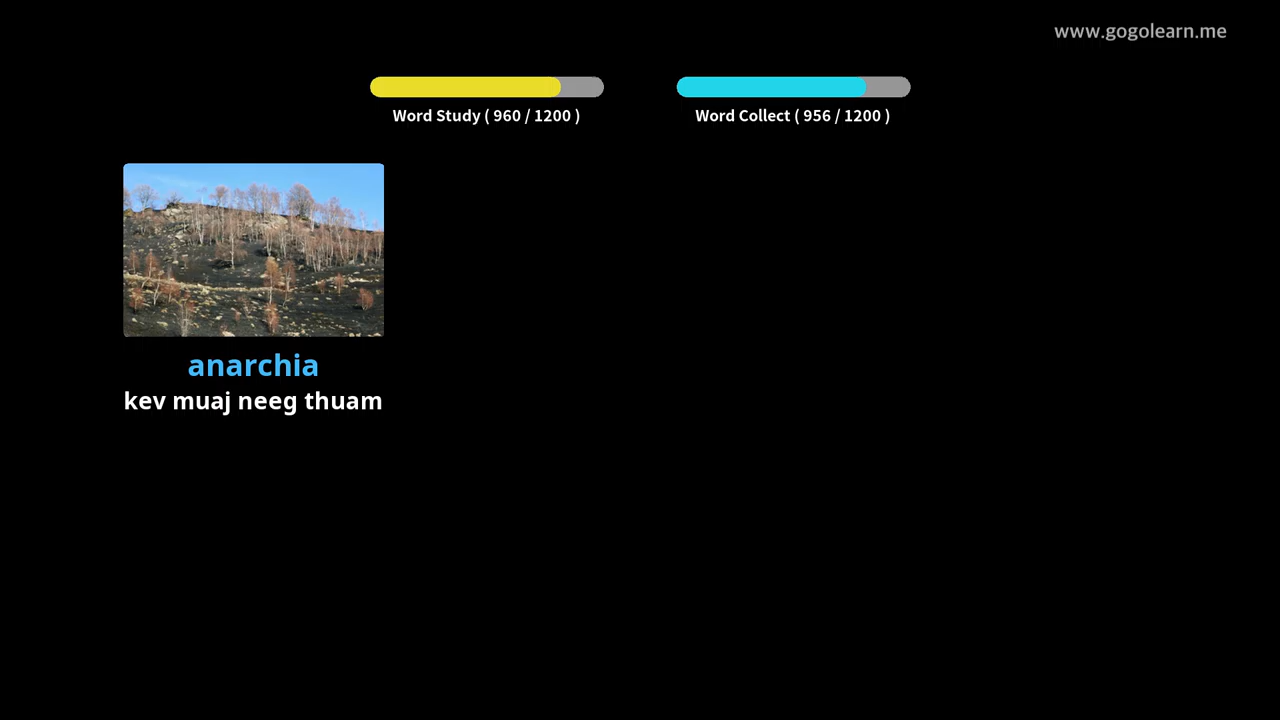 www.gogolearn.me
Word Study ( 960 / 1200 )
Word Collect ( 956 / 1200 )
anarchia
kev muaj neeg thuam